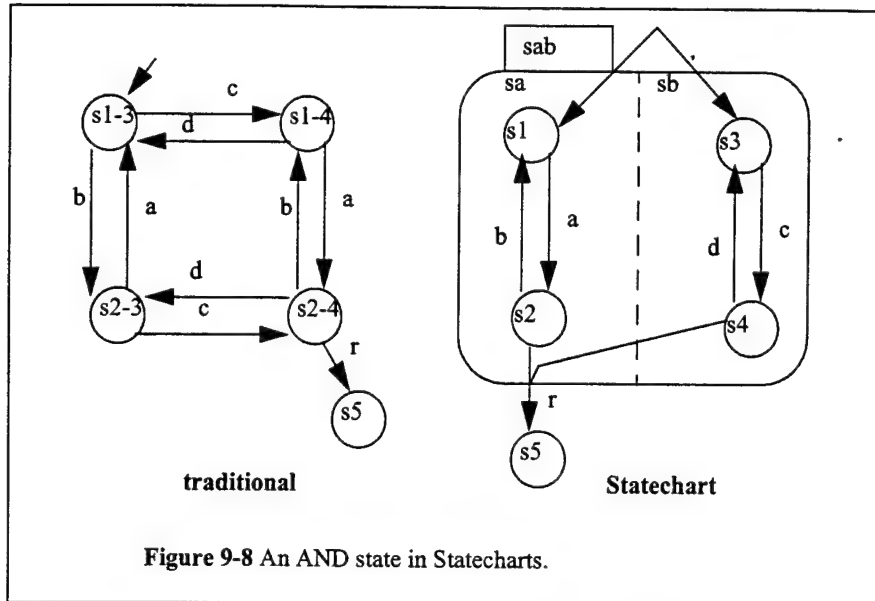 s1-3
c
s1-4
d
b
a
b
a
s2-3
d
c
s2-4
r
s5
traditional
sab
sa
sb
s1
s3
b
a
d
c
s2
s4
r
s5
Statechart
Figure 9-8 An AND state in Statecharts.